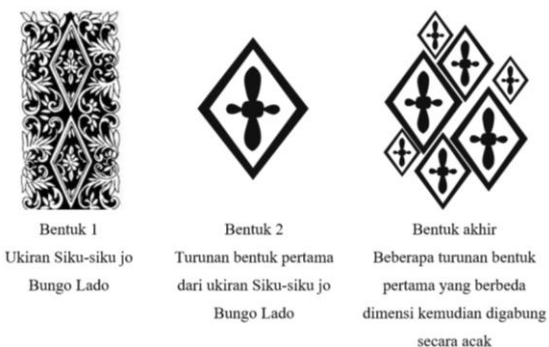 Bentuk 1
Ukiran Siku-siku jo
Bungo Lado
Bentuk 2
Turunan bentuk pertama
dari ukiran Siku-siku jo
Bungo Lado
Bentuk akhir
Beberapa turunan bentuk
pertama yang berbeda
dimensi kemudian digabung
secara acak